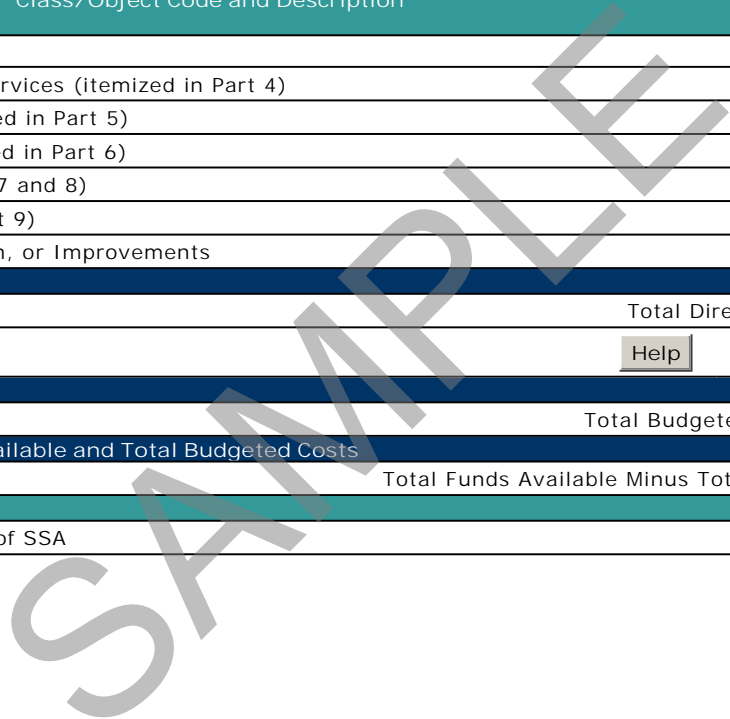 Class/Object Code and Description
rvices (itemized in Part 4)
ed in Part 5)
d in Part 6)
7 and 8)
t 9)
n, or Improvements
Total Dire
Help
Total Budgete
ailable and Total Budgeted Costs
Total Funds Available Minus Tot
of SSA
SAMPLE